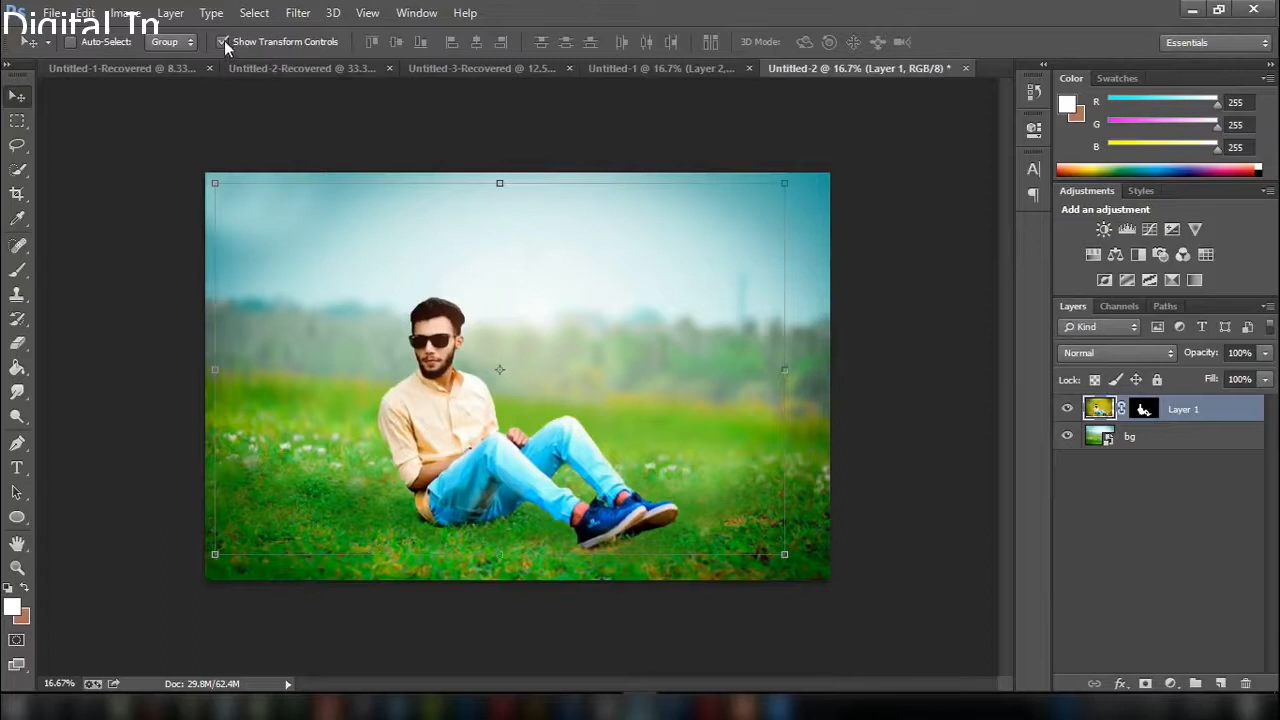 Ps File Edit Image Layer Type Select Filter 3D View Window Help
Digital Tr
Auto-Select: Group Show Transform Controls 3D Mode: Essentials
Untitled-1-Recovered @ 8.33... × Untitled-2-Recovered @ 33.3... × Untitled-3-Recovered @ 12.5... × Untitled-1 @ 16.7% (Layer 2,... × Untitled-2 @ 16.7% (Layer 1, RGB/8) * ×
Color Swatches
R 255
G 255
B 255
Adjustments Styles
Add an adjustment
Layers Channels Paths
Kind
Normal Opacity: 100%
Lock: Fill: 100%
Layer 1
bg
16.67% Doc: 29.8M/62.4M